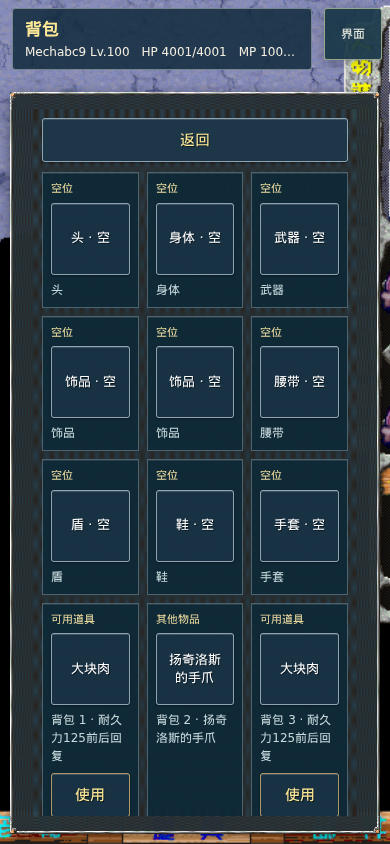 背包
Mechabc9 Lv.100 HP 4001/4001 MP 100...
界面
返回
空位
空位
空位
头 · 空
身体 · 空
武器 · 空
头
身体
武器
空位
空位
空位
饰品 · 空
饰品 · 空
腰带 · 空
饰品
饰品
腰带
空位
空位
空位
盾 · 空
鞋 · 空
手套 · 空
盾
鞋
手套
可用道具
大块肉
背包 1 · 耐久
力125前后回
复
使用
其他物品
扬奇洛斯
的手爪
背包 2 · 扬奇
洛斯的手爪
可用道具
大块肉
背包 3 · 耐久
力125前后回
复
使用